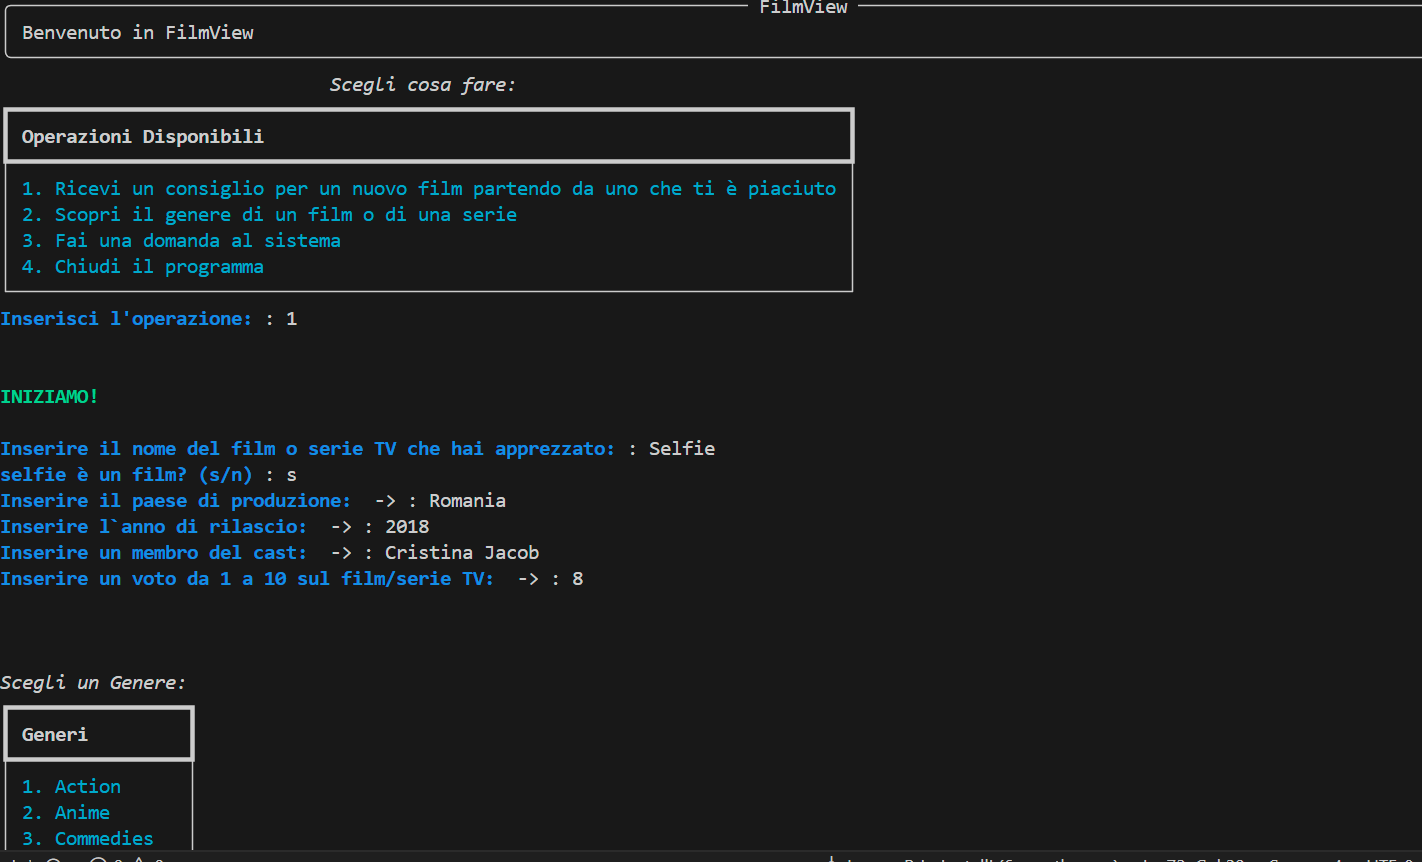 FilmView
Benvenuto in FilmView
Scegli cosa fare:
Operazioni Disponibili
1. Ricevi un consiglio per un nuovo film partendo da uno che ti è piaciuto
2. Scopri il genere di un film o di una serie
3. Fai una domanda al sistema
4. Chiudi il programma
Inserisci l'operazione: : 1
INIZIAMO!
Inserire il nome del film o serie TV che hai apprezzato: : Selfie
selfie è un film? (s/n) : s
Inserire il paese di produzione:  -> : Romania
Inserire l`anno di rilascio:  -> : 2018
Inserire un membro del cast:  -> : Cristina Jacob
Inserire un voto da 1 a 10 sul film/serie TV:  -> : 8
Scegli un Genere:
Generi
1. Action
2. Anime
3. Commedies